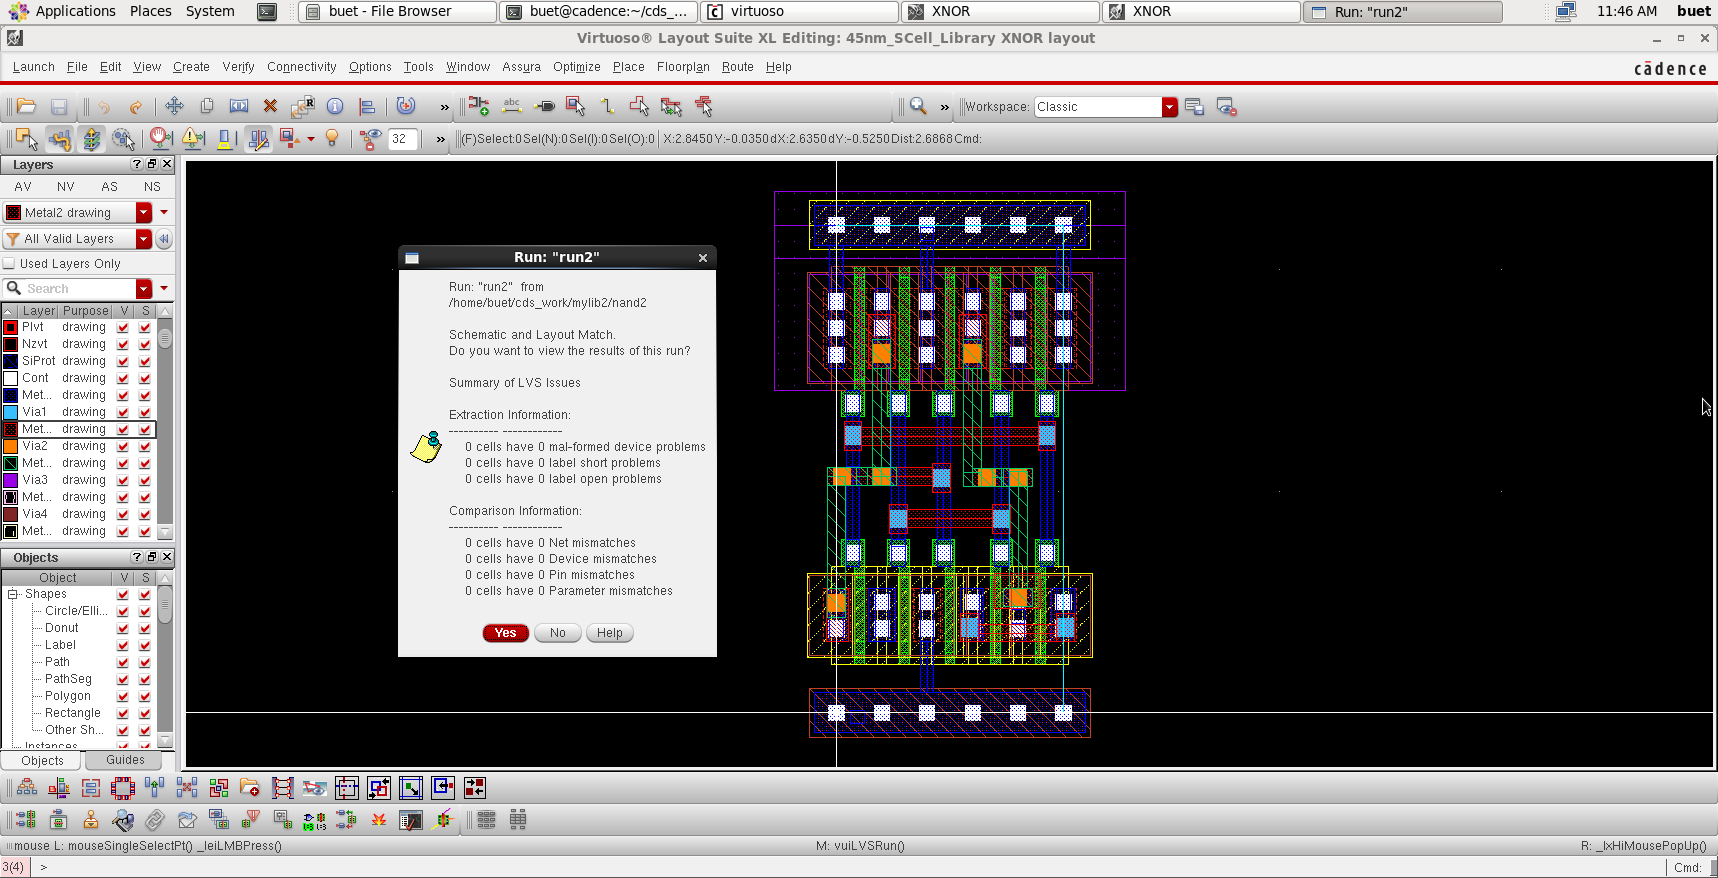 Applications Places System buet - File Browser buet@cadence:~/cds_... virtuoso XNOR XNOR Run: "run2" 11:46 AM buet
Virtuoso® Layout Suite XL Editing: 45nm_SCell_Library XNOR layout
Launch File Edit View Create Verify Connectivity Options Tools Window Assura Optimize Place Floorplan Route Help cādence
» » Workspace: Classic
32 » (F)Select:0 Sel(N):0 Sel(I):0 Sel(O):0 X:2.8450 Y:-0.0350 dX:2.6350 dY:-0.5250 Dist:2.6868 Cmd:
Layers
AV NV AS NS
Metal2 drawing
All Valid Layers
Used Layers Only
Search
Layer Purpose V S
Plvt drawing
Nzvt drawing
SiProt drawing
Cont drawing
Met... drawing
Via1 drawing
Met... drawing
Via2 drawing
Met... drawing
Via3 drawing
Met... drawing
Via4 drawing
Met... drawing
Objects
Object V S
Shapes
Circle/Elli...
Donut
Label
Path
PathSeg
Polygon
Rectangle
Other Sh...
Instances
Objects Guides
Run: "run2"
Run: "run2" from
/home/buet/cds_work/mylib2/nand2
Schematic and Layout Match.
Do you want to view the results of this run?
Summary of LVS Issues
Extraction Information:
---------- ------------
0 cells have 0 mal-formed device problems
0 cells have 0 label short problems
0 cells have 0 label open problems
Comparison Information:
---------- ------------
0 cells have 0 Net mismatches
0 cells have 0 Device mismatches
0 cells have 0 Pin mismatches
0 cells have 0 Parameter mismatches
Yes No Help
mouse L: mouseSingleSelectPt() _leiLMBPress() M: vuiLVSRun() R: _lxHiMousePopUp()
3(4) > Cmd: